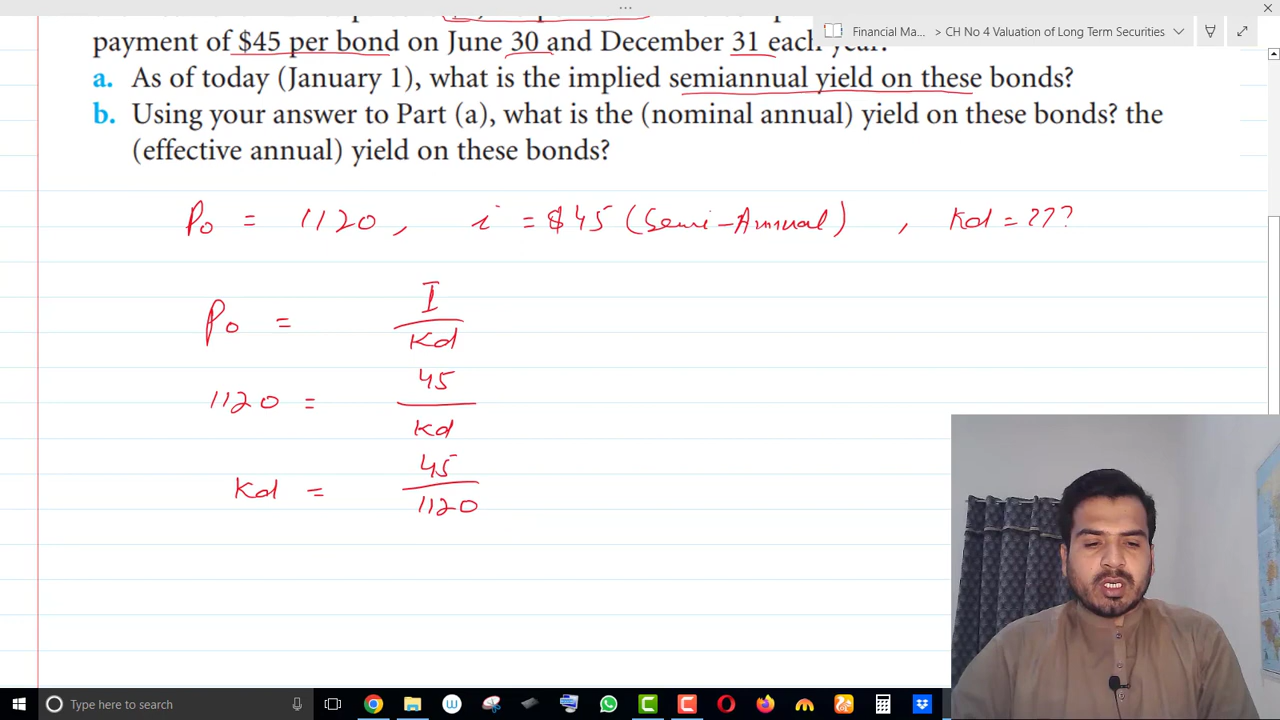 ...
Financial Ma... > CH No 4 Valuation of Long Term Securities
payment of $45 per bond on June 30 and December 31 each year.
a. As of today (January 1), what is the implied semiannual yield on these bonds?
b. Using your answer to Part (a), what is the (nominal annual) yield on these bonds? the
(effective annual) yield on these bonds?
P0 = 1120, i = $45 (Semi-Annual), Kd = ???
P0 = I / Kd
1120 = 45 / Kd
Kd = 45 / 1120
Type here to search